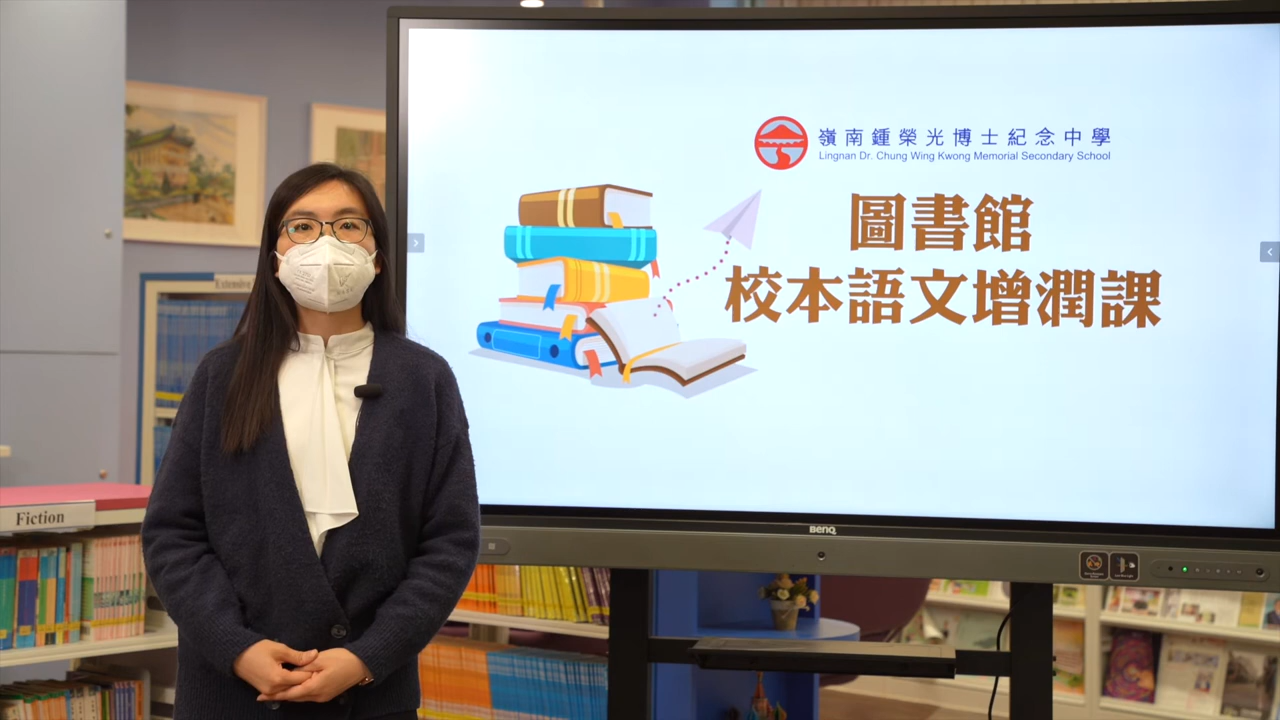 嶺南鍾榮光博士紀念中學
Lingnan Dr. Chung Wing Kwong Memorial Secondary School
圖書館
校本語文增潤課
Extensive
Fiction
BenQ